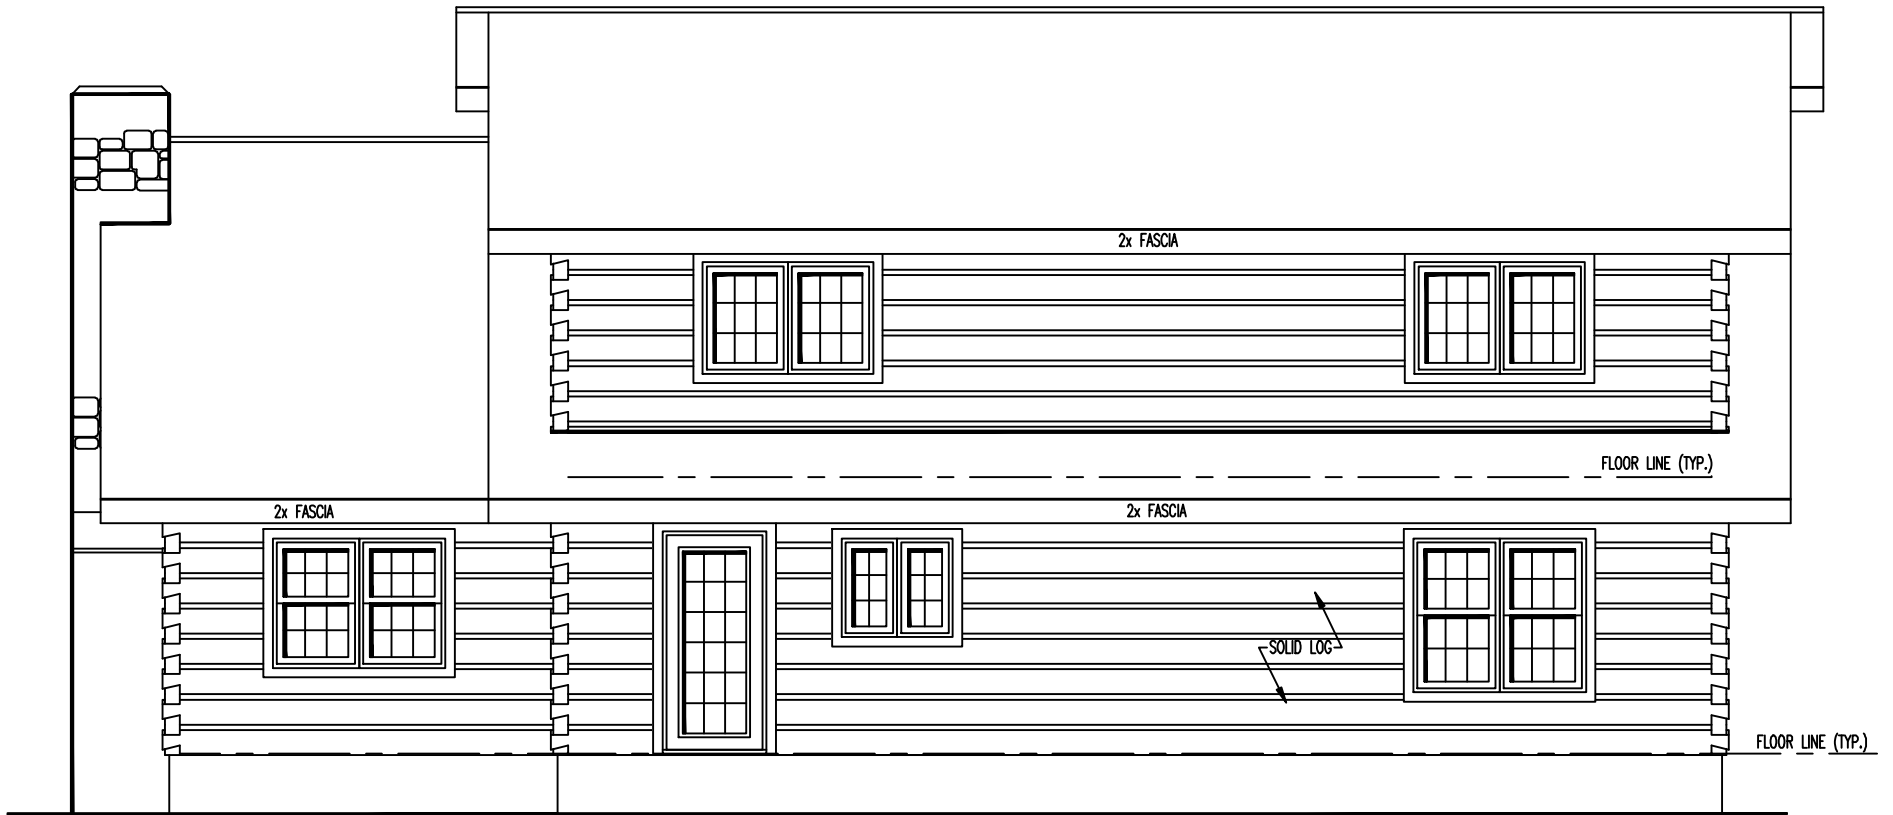 2x FASCIA
FLOOR LINE (TYP.)
2x FASCIA
2x FASCIA
SOLID LOG
FLOOR LINE (TYP.)